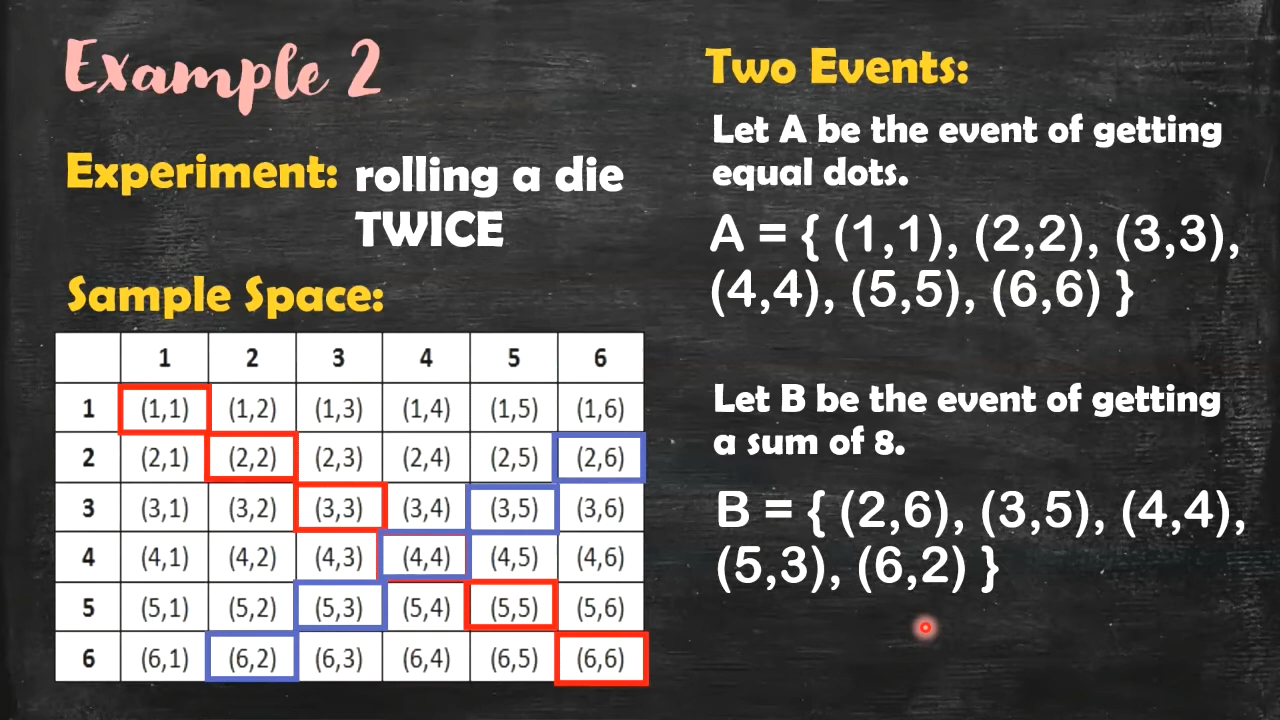 Example 2
Experiment: rolling a die
TWICE
Sample Space:
1 2 3 4 5 6
1 (1,1) (1,2) (1,3) (1,4) (1,5) (1,6)
2 (2,1) (2,2) (2,3) (2,4) (2,5) (2,6)
3 (3,1) (3,2) (3,3) (3,4) (3,5) (3,6)
4 (4,1) (4,2) (4,3) (4,4) (4,5) (4,6)
5 (5,1) (5,2) (5,3) (5,4) (5,5) (5,6)
6 (6,1) (6,2) (6,3) (6,4) (6,5) (6,6)
Two Events:
Let A be the event of getting
equal dots.
A = { (1,1), (2,2), (3,3),
(4,4), (5,5), (6,6) }
Let B be the event of getting
a sum of 8.
B = { (2,6), (3,5), (4,4),
(5,3), (6,2) }